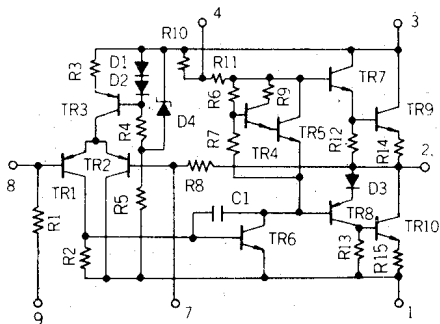 4
3
R10
D1
D2
R3
R11
TR7
TR3
R6
R9
TR9
R4
D4
R7
TR5
R12
R14
TR4
2
TR2
8
TR1
R5
R8
D3
C1
TR8
R1
R2
TR6
R13
TR10
R15
9
7
1